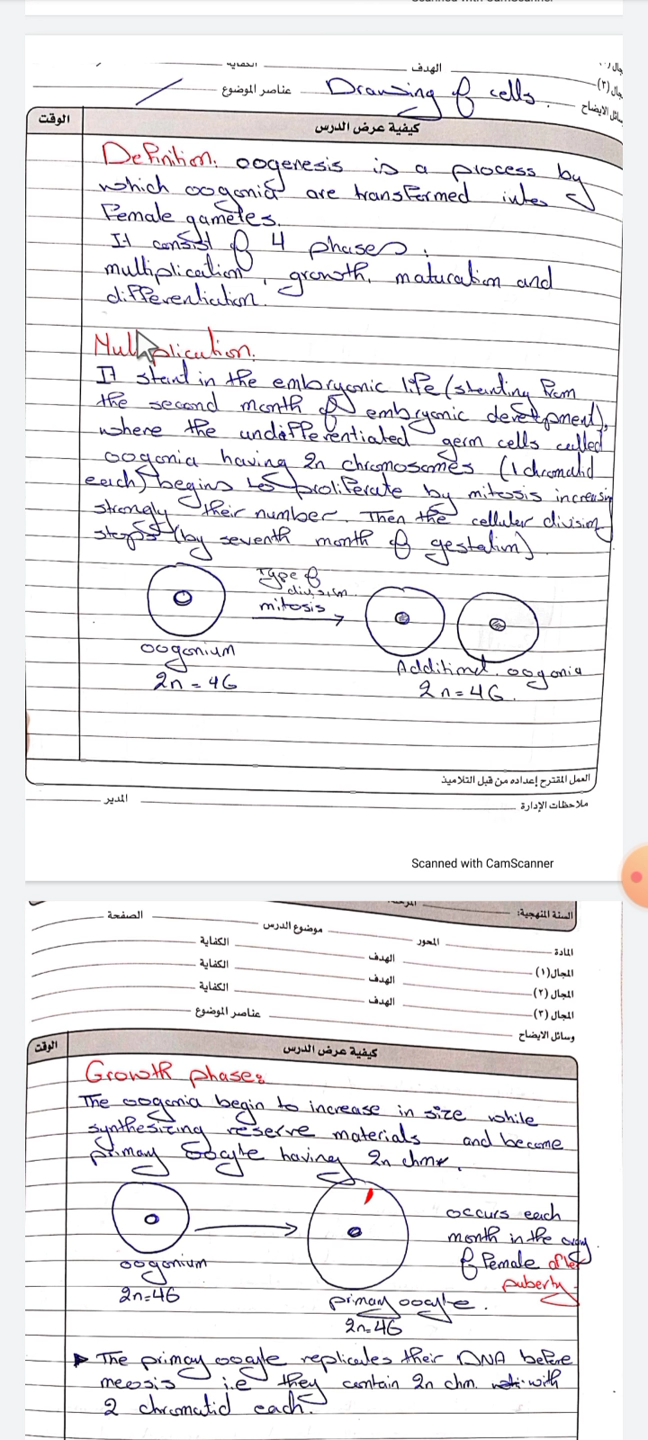 الهدف
عناصر الموضوع
Drawing of cells.
الوقت
كيفية عرض الدرس
Definition: oogenesis is a process by
which oogonia are transformed into
Female gametes.
It consist of 4 phases:
multiplication, growth, maturation and
differentiation.
Multiplication:
It start in the embryonic life (starting from
the second month of embryonic development),
where the undifferentiated germ cells called
oogonia having 2n chromosomes (1 chromatid
each) begins to proliferate by mitosis increasing
strongly their number. Then the cellular division
stops (by seventh month of gestation)
Type of
division
mitosis
oogonium
2n = 46
Additional oogonia
2n = 46.
العمل المقترح إعداده من قبل التلاميذ
ملاحظات الإدارة
المدير
Scanned with CamScanner
السنة المنهجية:
المادة
المحور
موضوع الدرس
الصفحة
المجال (١)
الهدف
الكفاية
المجال (٢)
الهدف
الكفاية
المجال (٣)
الهدف
الكفاية
وسائل الايضاح
عناصر الموضوع
الوقت
كيفية عرض الدرس
Growth phase:
The oogonia begin to increase in size while
synthesizing reserve materials and become
primary oocyte having 2n chm.
occurs each
month in the ovary
of female after
puberty
oogonium
2n=46
primary oocyte.
2n=46
The primary oocyte replicates their DNA before
meosis i.e they contain 2n chm. with
2 chromatid each.